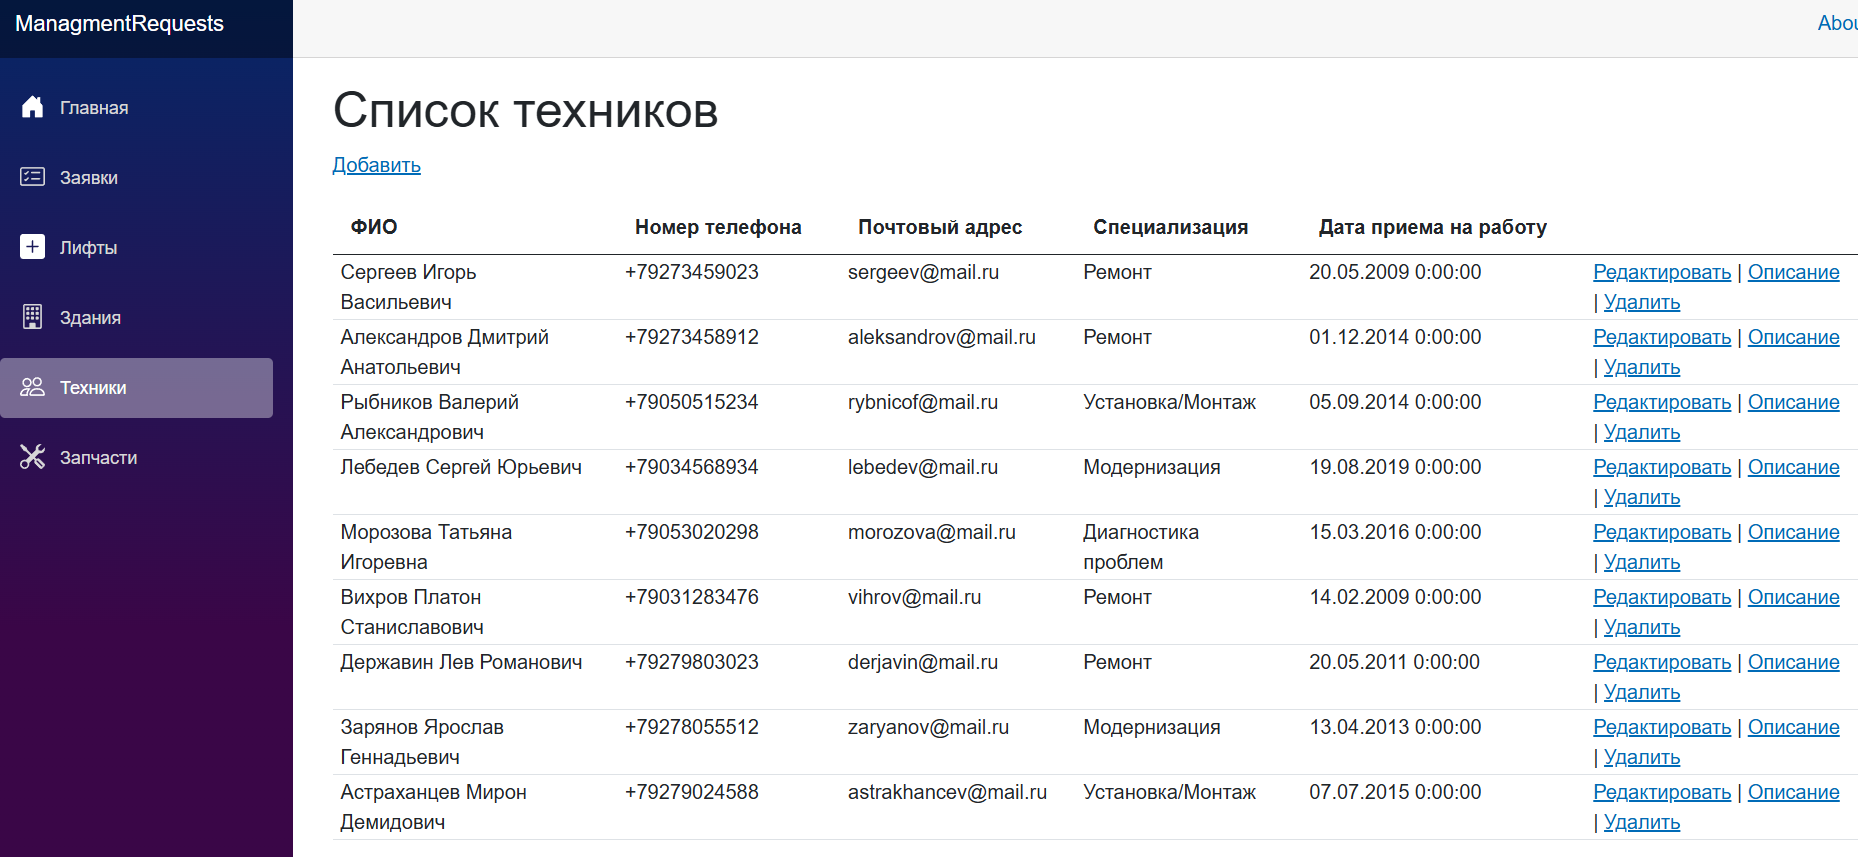 ManagmentRequests
Abou
Главная
Заявки
Лифты
Здания
Техники
Запчасти
Список техников
Добавить
ФИО Номер телефона Почтовый адрес Специализация Дата приема на работу
Сергеев Игорь +79273459023 sergeev@mail.ru Ремонт 20.05.2009 0:00:00 Редактировать | Описание
Васильевич | Удалить
Александров Дмитрий +79273458912 aleksandrov@mail.ru Ремонт 01.12.2014 0:00:00 Редактировать | Описание
Анатольевич | Удалить
Рыбников Валерий +79050515234 rybnicof@mail.ru Установка/Монтаж 05.09.2014 0:00:00 Редактировать | Описание
Александрович | Удалить
Лебедев Сергей Юрьевич +79034568934 lebedev@mail.ru Модернизация 19.08.2019 0:00:00 Редактировать | Описание
| Удалить
Морозова Татьяна +79053020298 morozova@mail.ru Диагностика 15.03.2016 0:00:00 Редактировать | Описание
Игоревна проблем | Удалить
Вихров Платон +79031283476 vihrov@mail.ru Ремонт 14.02.2009 0:00:00 Редактировать | Описание
Станиславович | Удалить
Державин Лев Романович +79279803023 derjavin@mail.ru Ремонт 20.05.2011 0:00:00 Редактировать | Описание
| Удалить
Зарянов Ярослав +79278055512 zaryanov@mail.ru Модернизация 13.04.2013 0:00:00 Редактировать | Описание
Геннадьевич | Удалить
Астраханцев Мирон +79279024588 astrakhancev@mail.ru Установка/Монтаж 07.07.2015 0:00:00 Редактировать | Описание
Демидович | Удалить